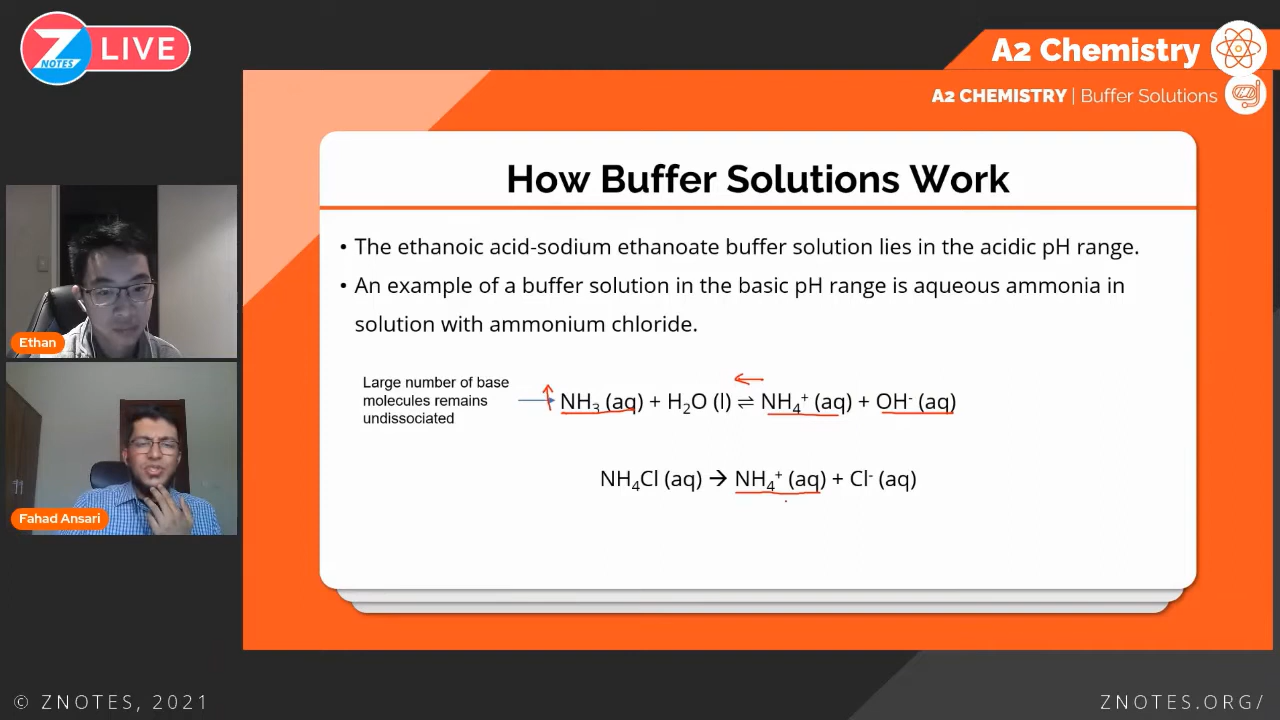 Z NOTES LIVE
A2 Chemistry
A2 CHEMISTRY | Buffer Solutions
How Buffer Solutions Work
• The ethanoic acid-sodium ethanoate buffer solution lies in the acidic pH range.
• An example of a buffer solution in the basic pH range is aqueous ammonia in
solution with ammonium chloride.
Large number of base
molecules remains
undissociated
NH₃ (aq) + H₂O (l) ⇌ NH₄⁺ (aq) + OH⁻ (aq)
NH₄Cl (aq) → NH₄⁺ (aq) + Cl⁻ (aq)
Ethan
Fahad Ansari
© ZNOTES, 2021
ZNOTES.ORG/